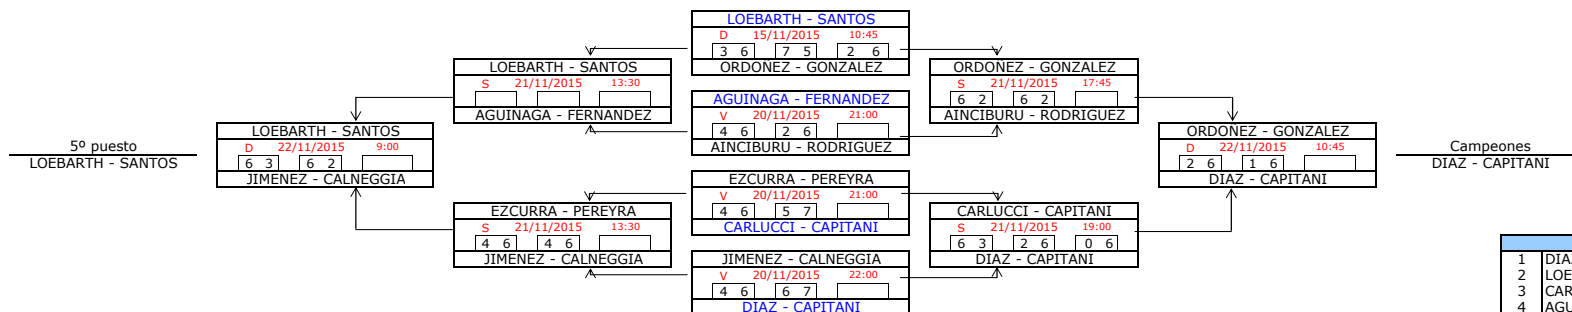 LOEBARTH - SANTOS
D 15/11/2015 10:45
3 6 7 5 2 6
ORDOÑEZ - GONZALEZ
LOEBARTH - SANTOS
S 21/11/2015 13:30
AGUINAGA - FERNANDEZ
ORDOÑEZ - GONZALEZ
S 21/11/2015 17:45
6 2 6 2
AINCIBURU - RODRIGUEZ
AGUINAGA - FERNANDEZ
V 20/11/2015 21:00
4 6 2 6
AINCIBURU - RODRIGUEZ
LOEBARTH - SANTOS
D 22/11/2015 9:00
6 3 6 2
JIMENEZ - CALNEGGIA
5º puesto
LOEBARTH - SANTOS
ORDOÑEZ - GONZALEZ
D 22/11/2015 10:45
2 6 1 6
DIAZ - CAPITANI
Campeones
DIAZ - CAPITANI
EZCURRA - PEREYRA
V 20/11/2015 21:00
4 6 5 7
CARLUCCI - CAPITANI
EZCURRA - PEREYRA
S 21/11/2015 13:30
4 6 4 6
JIMENEZ - CALNEGGIA
CARLUCCI - CAPITANI
S 21/11/2015 19:00
6 3 2 6 0 6
DIAZ - CAPITANI
JIMENEZ - CALNEGGIA
V 20/11/2015 22:00
4 6 6 7
DIAZ - CAPITANI
1 DIA
2 LOE
3 CAR
4 AGU